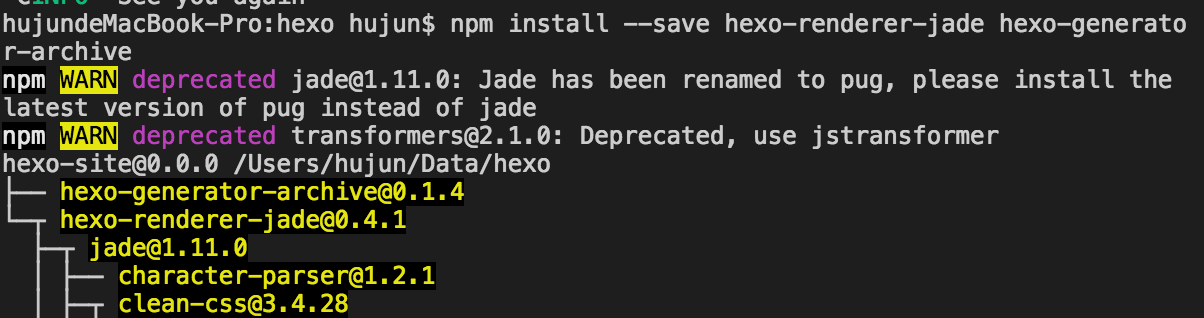 CINFO See you again
hujundeMacBook-Pro:hexo hujun$ npm install --save hexo-renderer-jade hexo-generato
r-archive
npm WARN deprecated jade@1.11.0: Jade has been renamed to pug, please install the
latest version of pug instead of jade
npm WARN deprecated transformers@2.1.0: Deprecated, use jstransformer
hexo-site@0.0.0 /Users/hujun/Data/hexo
├── hexo-generator-archive@0.1.4
└─┬ hexo-renderer-jade@0.4.1
  ├─┬ jade@1.11.0
  │ ├── character-parser@1.2.1
  │ ├─┬ clean-css@3.4.28